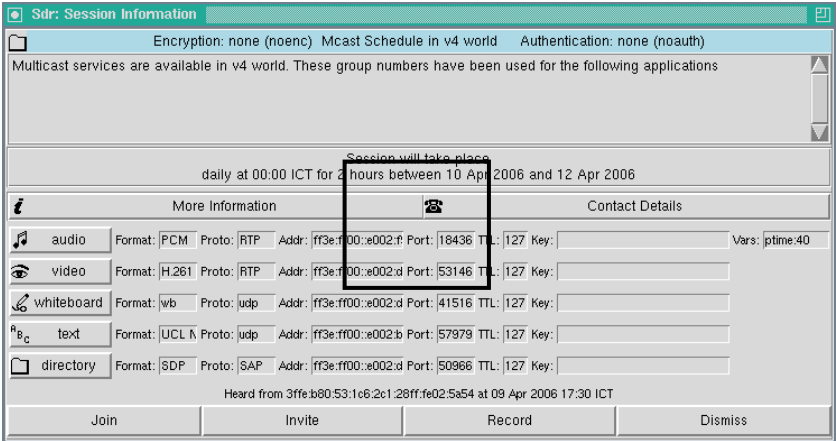 Sdr: Session Information
Encryption: none (noenc) Mcast Schedule in v4 world Authentication: none (noauth)
Multicast services are available in v4 world. These group numbers have been used for the following applications
Session will take place
daily at 00:00 ICT for 2 hours between 10 Apr 2006 and 12 Apr 2006
i More Information Contact Details
audio Format: PCM Proto: RTP Addr: ff3e:ff00::e002:f Port: 18436 TTL: 127 Key: Vars: ptime:40
video Format: H.261 Proto: RTP Addr: ff3e:ff00::e002:d Port: 53146 TTL: 127 Key:
whiteboard Format: wb Proto: udp Addr: ff3e:ff00::e002:d Port: 41516 TTL: 127 Key:
ABC text Format: UCL N Proto: udp Addr: ff3e:ff00::e002:b Port: 57979 TTL: 127 Key:
directory Format: SDP Proto: SAP Addr: ff3e:ff00::e002:d Port: 50966 TTL: 127 Key:
Heard from 3ffe:b80:53:1c6:2c1:28ff:fe02:5a54 at 09 Apr 2006 17:30 ICT
Join Invite Record Dismiss